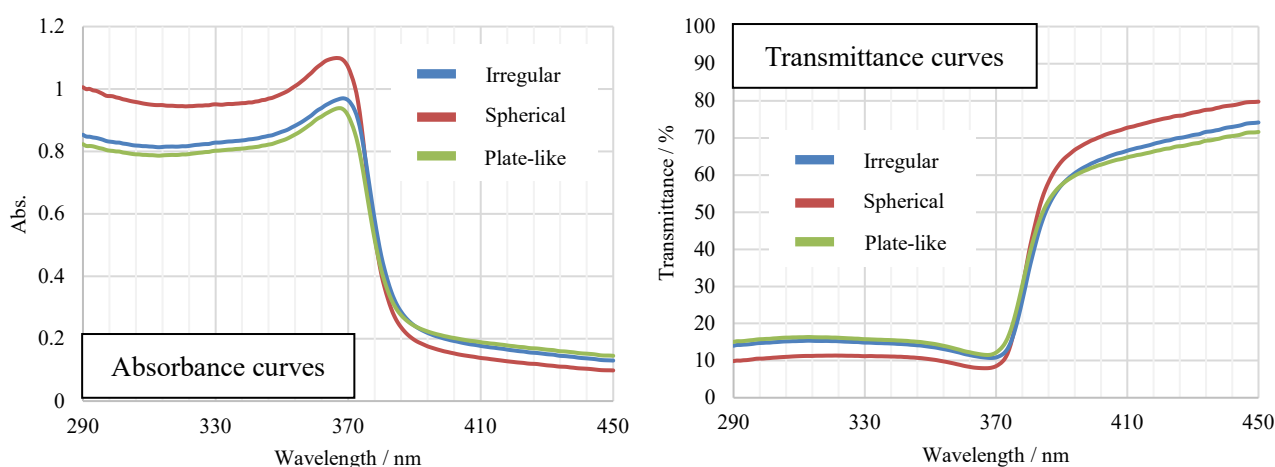 1.2
1
0.8
0.6
0.4
0.2
0
Abs.
Irregular
Spherical
Plate-like
Absorbance curves
290
330
370
410
450
Wavelength / nm
100
90
80
70
60
50
40
30
20
10
0
Transmittance / %
Transmittance curves
Irregular
Spherical
Plate-like
290
330
370
410
450
Wavelength / nm